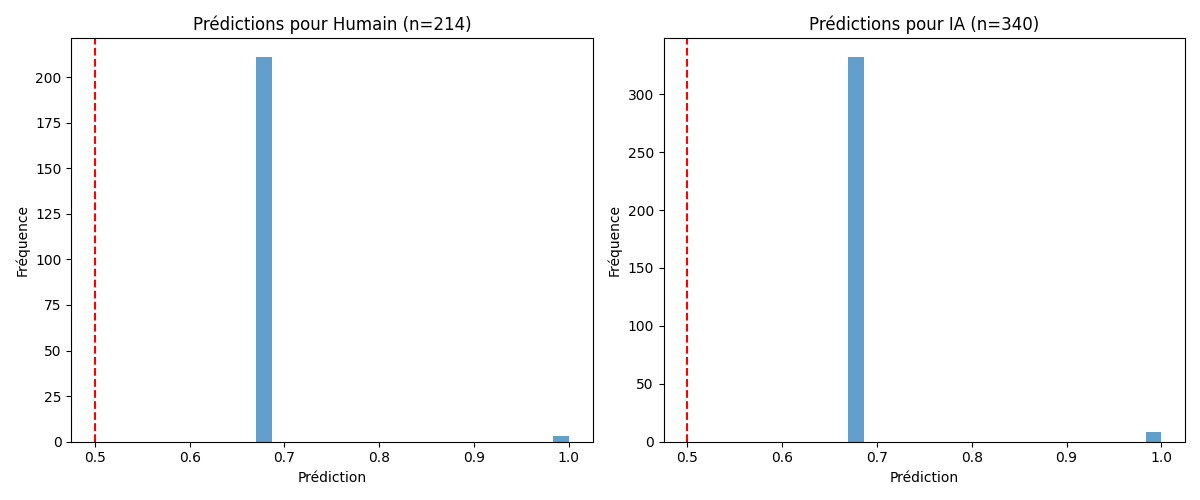 Prédictions pour Humain (n=214)
Fréquence
200
175
150
125
100
75
50
25
0
0.5 0.6 0.7 0.8 0.9 1.0
Prédiction
Prédictions pour IA (n=340)
Fréquence
300
250
200
150
100
50
0
0.5 0.6 0.7 0.8 0.9 1.0
Prédiction